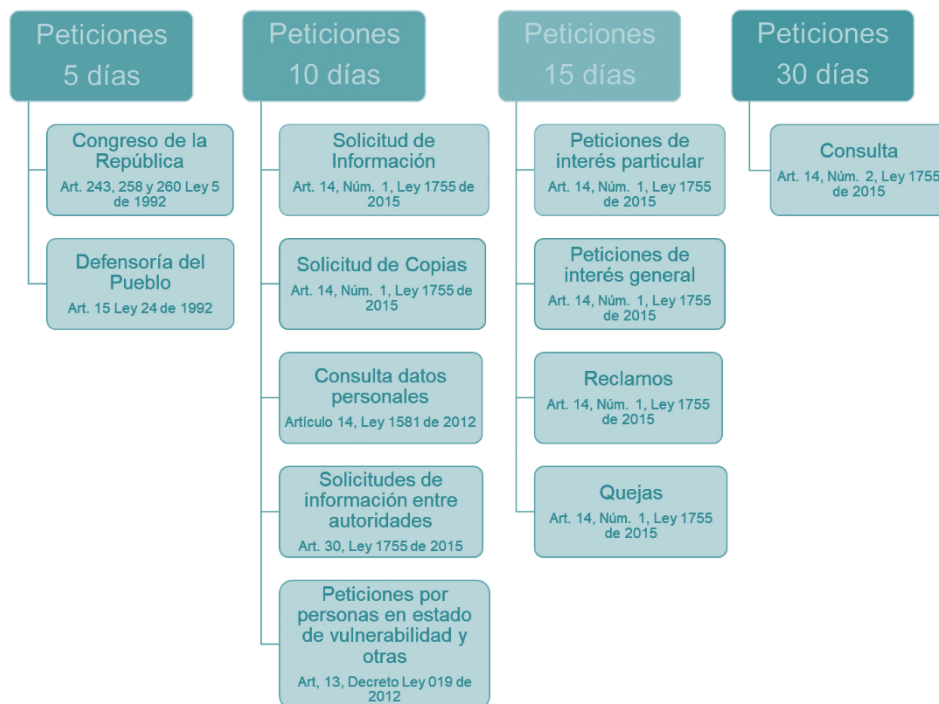 Peticiones
5 días
Congreso de la
República
Art. 243, 258 y 260 Ley 5
de 1992
Defensoría del
Pueblo
Art. 15 Ley 24 de 1992
Peticiones
10 días
Solicitud de
Información
Art. 14, Núm. 1, Ley 1755 de
2015
Solicitud de Copias
Art. 14, Núm. 1, Ley 1755 de
2015
Consulta datos
personales
Artículo 14, Ley 1581 de 2012
Solicitudes de
información entre
autoridades
Art. 30, Ley 1755 de 2015
Peticiones por
personas en estado
de vulnerabilidad y
otras
Art, 13, Decreto Ley 019 de
2012
Peticiones
15 días
Peticiones de
interés particular
Art. 14, Núm. 1, Ley 1755
de 2015
Peticiones de
interés general
Art. 14, Núm. 1, Ley 1755
de 2015
Reclamos
Art. 14, Núm. 1, Ley 1755
de 2015
Quejas
Art. 14, Núm. 1, Ley 1755
de 2015
Peticiones
30 días
Consulta
Art. 14, Núm. 2, Ley 1755
de 2015